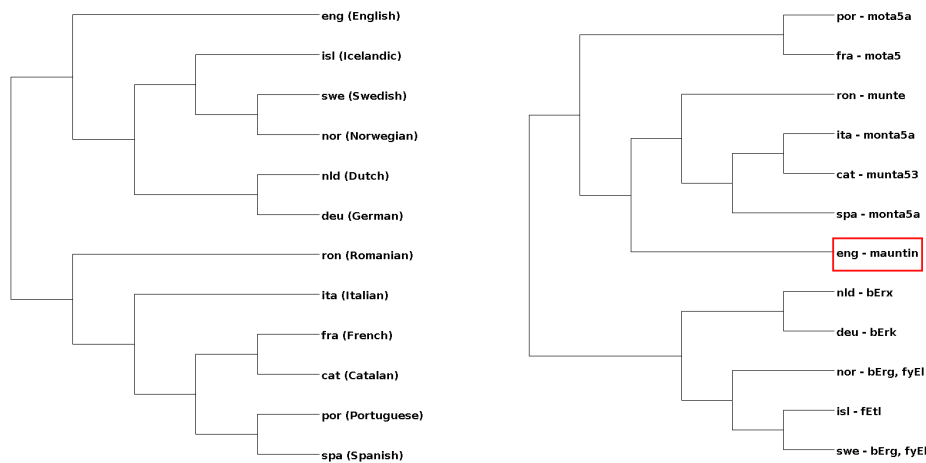 eng (English)
isl (Icelandic)
swe (Swedish)
nor (Norwegian)
nld (Dutch)
deu (German)
ron (Romanian)
ita (Italian)
fra (French)
cat (Catalan)
por (Portuguese)
spa (Spanish)
por - mota5a
fra - mota5
ron - munte
ita - monta5a
cat - munta53
spa - monta5a
eng - mauntin
nld - bErx
deu - bErk
nor - bErg, fyEl
isl - fEtl
swe - bErg, fyEl